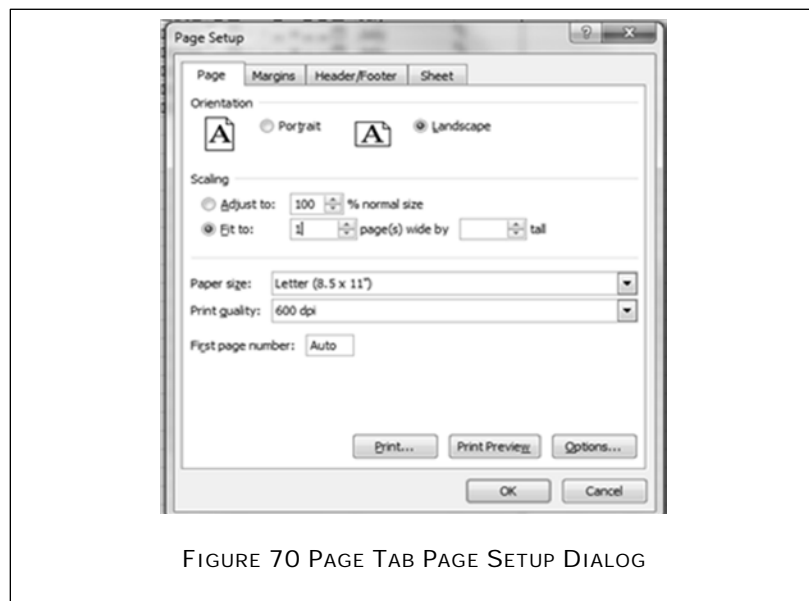 Page Setup
Page Margins Header/Footer Sheet
Orientation
A Portrait A Landscape
Scaling
Adjust to: 100 % normal size
Fit to: 1 page(s) wide by tall
Paper size: Letter (8.5 x 11")
Print quality: 600 dpi
First page number: Auto
Print... Print Preview Options...
OK Cancel
FIGURE 70 PAGE TAB PAGE SETUP DIALOG